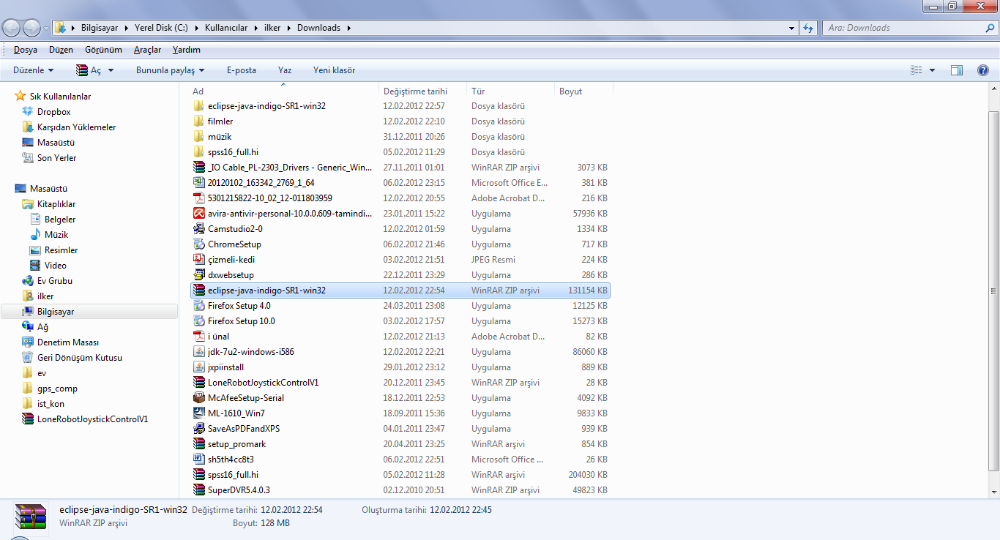 Bilgisayar Yerel Disk (C:) Kullanıcılar ilker Downloads Ara: Downloads
Dosya Düzen Görünüm Araçlar Yardım
Düzenle Aç Bununla paylaş E-posta Yaz Yeni klasör
Sık Kullanılanlar
Dropbox
Karşıdan Yüklemeler
Masaüstü
Son Yerler
Masaüstü
Kitaplıklar
Belgeler
Müzik
Resimler
Video
Ev Grubu
ilker
Bilgisayar
Ağ
Denetim Masası
Geri Dönüşüm Kutusu
ev
gps_comp
ist_kon
LoneRobotJoystickControlV1
Ad Değiştirme tarihi Tür Boyut
eclipse-java-indigo-SR1-win32 12.02.2012 22:57 Dosya klasörü
filmler 12.02.2012 22:10 Dosya klasörü
müzik 31.12.2011 20:26 Dosya klasörü
spss16_full.hi 05.02.2012 11:29 Dosya klasörü
_IO Cable_PL-2303_Drivers - Generic_Win... 27.11.2011 01:01 WinRAR ZIP arşivi 3073 KB
20120102_163342_2769_1_64 06.02.2012 23:15 Microsoft Office E... 381 KB
5301215822-10_02_12-011803959 12.02.2012 20:55 Adobe Acrobat D... 216 KB
avira-antivir-personal-10.0.0.609-tamindi... 23.01.2011 15:22 Uygulama 57936 KB
Camstudio2-0 12.02.2012 01:59 Uygulama 1334 KB
ChromeSetup 06.02.2012 21:46 Uygulama 717 KB
çizmeli-kedi 03.02.2012 21:51 JPEG Resmi 224 KB
dxwebsetup 22.12.2011 23:29 Uygulama 286 KB
eclipse-java-indigo-SR1-win32 12.02.2012 22:54 WinRAR ZIP arşivi 131154 KB
Firefox Setup 4.0 24.03.2011 23:08 Uygulama 12125 KB
Firefox Setup 10.0 03.02.2012 17:57 Uygulama 15273 KB
i ünal 12.02.2012 21:13 Adobe Acrobat D... 82 KB
jdk-7u2-windows-i586 12.02.2012 22:21 Uygulama 86060 KB
jxpiinstall 29.01.2012 23:12 Uygulama 889 KB
LoneRobotJoystickControlV1 20.12.2011 23:45 WinRAR ZIP arşivi 28 KB
McAfeeSetup-Serial 18.12.2011 22:53 Uygulama 4092 KB
ML-1610_Win7 18.09.2011 15:36 Uygulama 9833 KB
SaveAsPDFandXPS 04.01.2011 23:47 Uygulama 939 KB
setup_promark 20.04.2011 23:25 WinRAR arşivi 854 KB
sh5th4cc8t3 06.02.2012 22:51 Microsoft Office ... 26 KB
spss16_full.hi 05.02.2012 11:28 WinRAR arşivi 204030 KB
SuperDVR5.4.0.3 02.12.2010 20:51 WinRAR ZIP arşivi 49823 KB
eclipse-java-indigo-SR1-win32 Değiştirme tarihi: 12.02.2012 22:54 Oluşturma tarihi: 12.02.2012 22:45
WinRAR ZIP arşivi Boyut: 128 MB